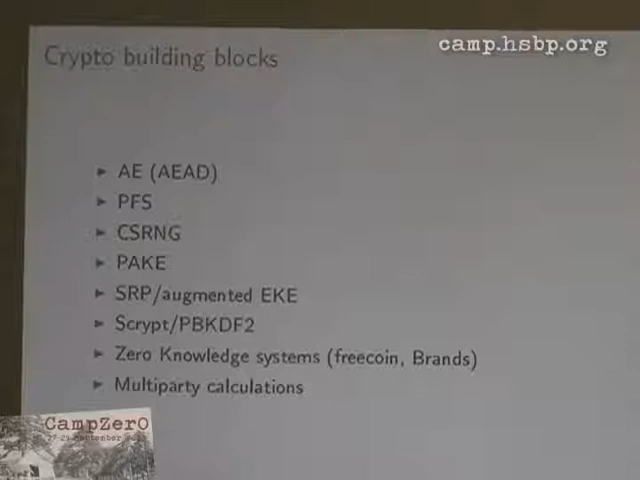 camp.hsbp.org
Crypto building blocks
► AE (AEAD)
► PFS
► CSRNG
► PAKE
► SRP/augmented EKE
► Scrypt/PBKDF2
► Zero Knowledge systems (freecoin, Brands)
► Multiparty calculations
CampZer0
September